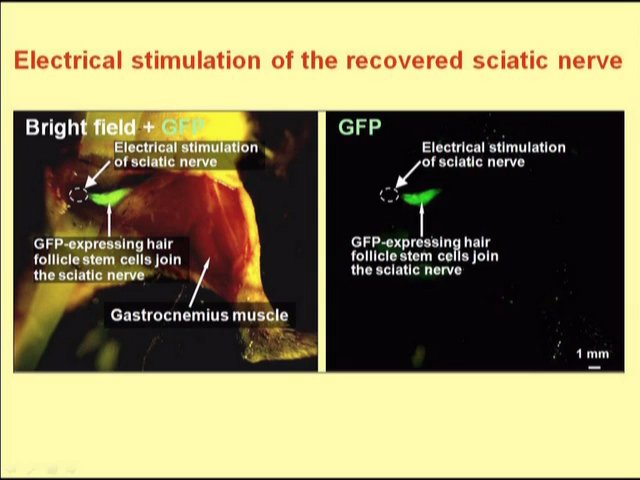 Electrical stimulation of the recovered sciatic nerve
Bright field + GFP
Electrical stimulation
of sciatic nerve
GFP-expressing hair
follicle stem cells join
the sciatic nerve
Gastrocnemius muscle
GFP
Electrical stimulation
of sciatic nerve
GFP-expressing hair
follicle stem cells join
the sciatic nerve
1 mm